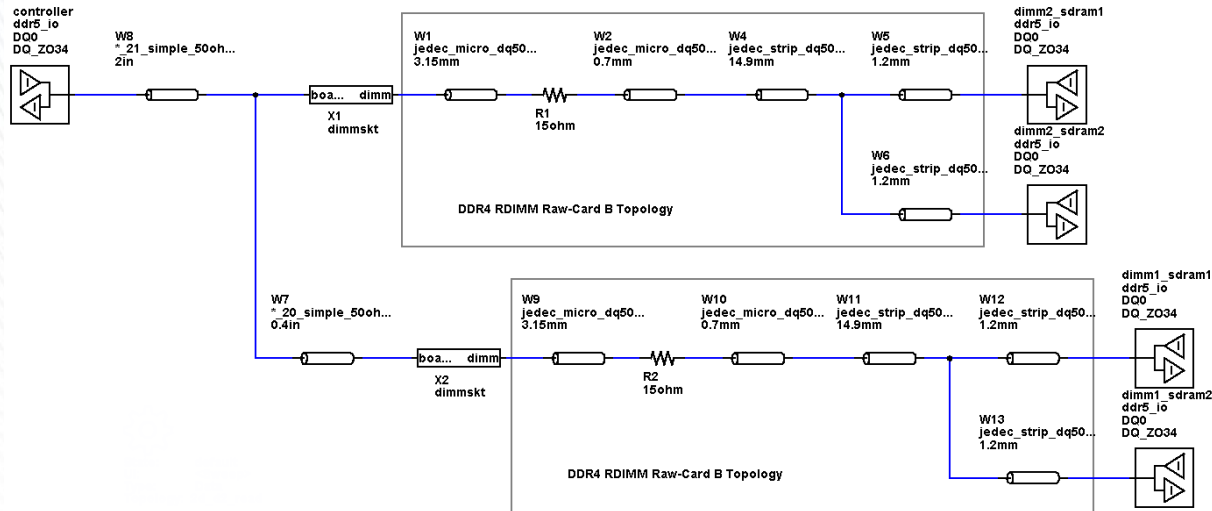 controller
ddr5_io
DQ0
DQ_ZO34
W8
*_21_simple_50oh...
2in
boa... dimm
X1
dimmskt
W1
jedec_micro_dq50...
3.15mm
R1
15ohm
W2
jedec_micro_dq50...
0.7mm
W4
jedec_strip_dq50...
14.9mm
W5
jedec_strip_dq50...
1.2mm
dimm2_sdram1
ddr5_io
DQ0
DQ_ZO34
W6
jedec_strip_dq50...
1.2mm
dimm2_sdram2
ddr5_io
DQ0
DQ_ZO34
DDR4 RDIMM Raw-Card B Topology
W7
*_20_simple_50oh...
0.4in
boa... dimm
X2
dimmskt
W9
jedec_micro_dq50...
3.15mm
R2
15ohm
W10
jedec_micro_dq50...
0.7mm
W11
jedec_strip_dq50...
14.9mm
W12
jedec_strip_dq50...
1.2mm
dimm1_sdram1
ddr5_io
DQ0
DQ_ZO34
W13
jedec_strip_dq50...
1.2mm
dimm1_sdram2
ddr5_io
DQ0
DQ_ZO34
DDR4 RDIMM Raw-Card B Topology